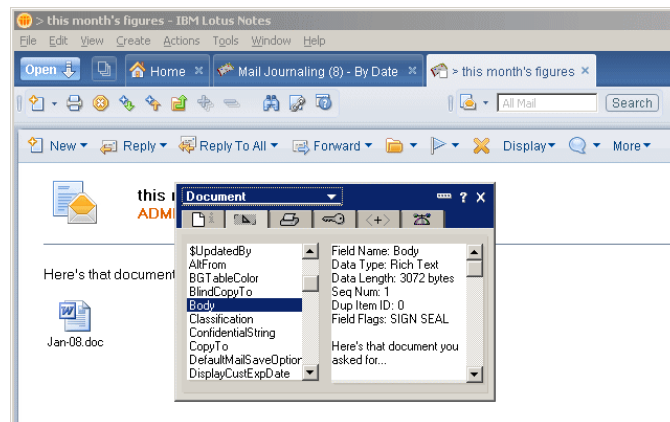 > this month's figures - IBM Lotus Notes
File Edit View Create Actions Tools Window Help
Open Home Mail Journaling (8) - By Date > this month's figures
All Mail Search
New Reply Reply To All Forward Display More
this
Document
ADMI
$UpdatedBy
AltFrom
BGTableColor
BlindCopyTo
Body
Classification
ConfidentialString
CopyTo
DefaultMailSaveOption
DisplayCustExpDate
Field Name: Body
Data Type: Rich Text
Data Length: 3072 bytes
Seq Num: 1
Dup Item ID: 0
Field Flags: SIGN SEAL
Here's that document you
asked for...
Here's that document
Jan-08.doc